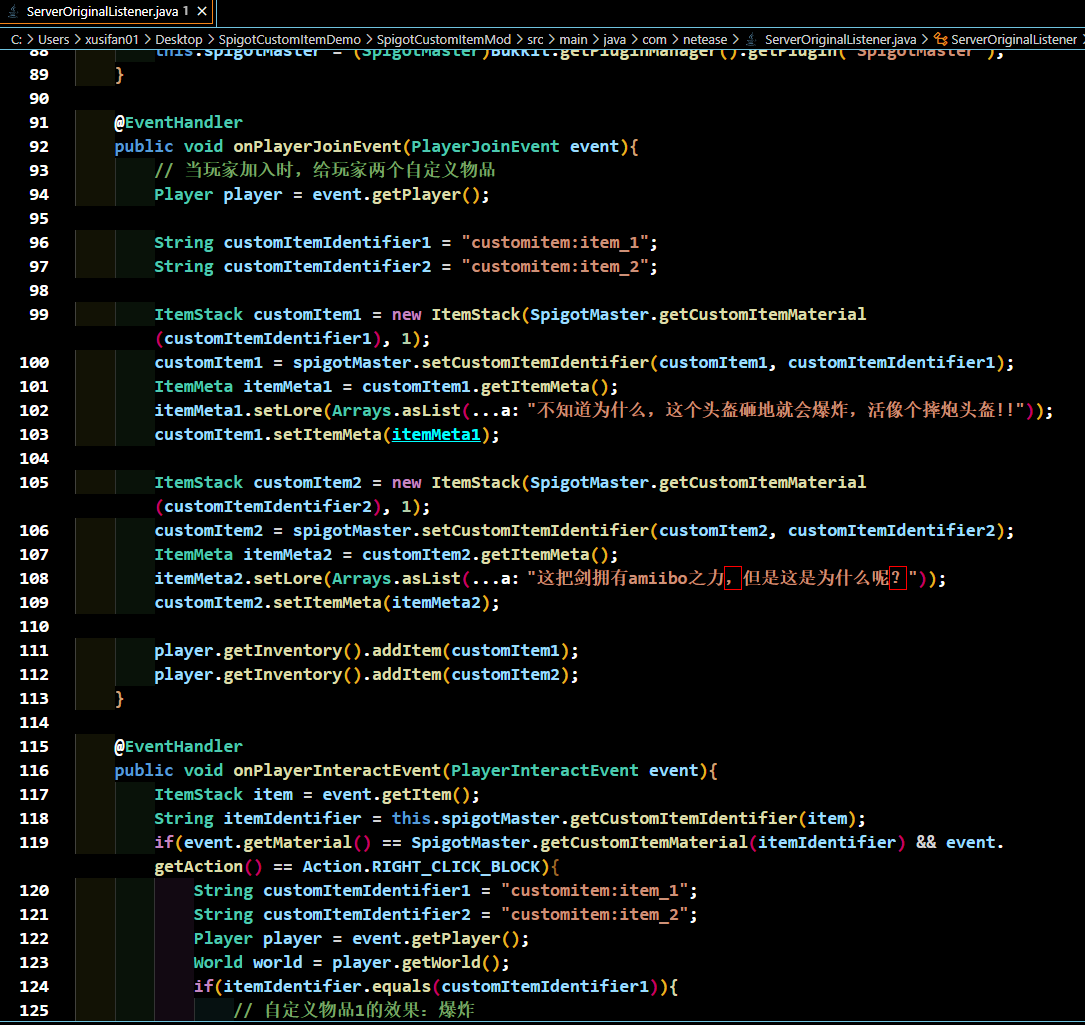 ServerOriginalListener.java 1 ✕
C: > Users > xusifan01 > Desktop > SpigotCustomItemDemo > SpigotCustomItemMod > src > main > java > com > netease > ServerOriginalListener.java > ServerOriginalListener
88 this.spigotMaster = (SpigotMaster)Bukkit.getPluginManager().getPlugin("SpigotMaster");
89 }
90
91 @EventHandler
92 public void onPlayerJoinEvent(PlayerJoinEvent event){
93 // 当玩家加入时，给玩家两个自定义物品
94 Player player = event.getPlayer();
95
96 String customItemIdentifier1 = "customitem:item_1";
97 String customItemIdentifier2 = "customitem:item_2";
98
99 ItemStack customItem1 = new ItemStack(SpigotMaster.getCustomItemMaterial
(customItemIdentifier1), 1);
100 customItem1 = spigotMaster.setCustomItemIdentifier(customItem1, customItemIdentifier1);
101 ItemMeta itemMeta1 = customItem1.getItemMeta();
102 itemMeta1.setLore(Arrays.asList(...a: "不知道为什么，这个头盔砸地就会爆炸，活像个摔炮头盔!!"));
103 customItem1.setItemMeta(itemMeta1);
104
105 ItemStack customItem2 = new ItemStack(SpigotMaster.getCustomItemMaterial
(customItemIdentifier2), 1);
106 customItem2 = spigotMaster.setCustomItemIdentifier(customItem2, customItemIdentifier2);
107 ItemMeta itemMeta2 = customItem2.getItemMeta();
108 itemMeta2.setLore(Arrays.asList(...a: "这把剑拥有amiibo之力，但是这是为什么呢？"));
109 customItem2.setItemMeta(itemMeta2);
110
111 player.getInventory().addItem(customItem1);
112 player.getInventory().addItem(customItem2);
113 }
114
115 @EventHandler
116 public void onPlayerInteractEvent(PlayerInteractEvent event){
117 ItemStack item = event.getItem();
118 String itemIdentifier = this.spigotMaster.getCustomItemIdentifier(item);
119 if(event.getMaterial() == SpigotMaster.getCustomItemMaterial(itemIdentifier) && event.
getAction() == Action.RIGHT_CLICK_BLOCK){
120 String customItemIdentifier1 = "customitem:item_1";
121 String customItemIdentifier2 = "customitem:item_2";
122 Player player = event.getPlayer();
123 World world = player.getWorld();
124 if(itemIdentifier.equals(customItemIdentifier1)){
125 // 自定义物品1的效果：爆炸